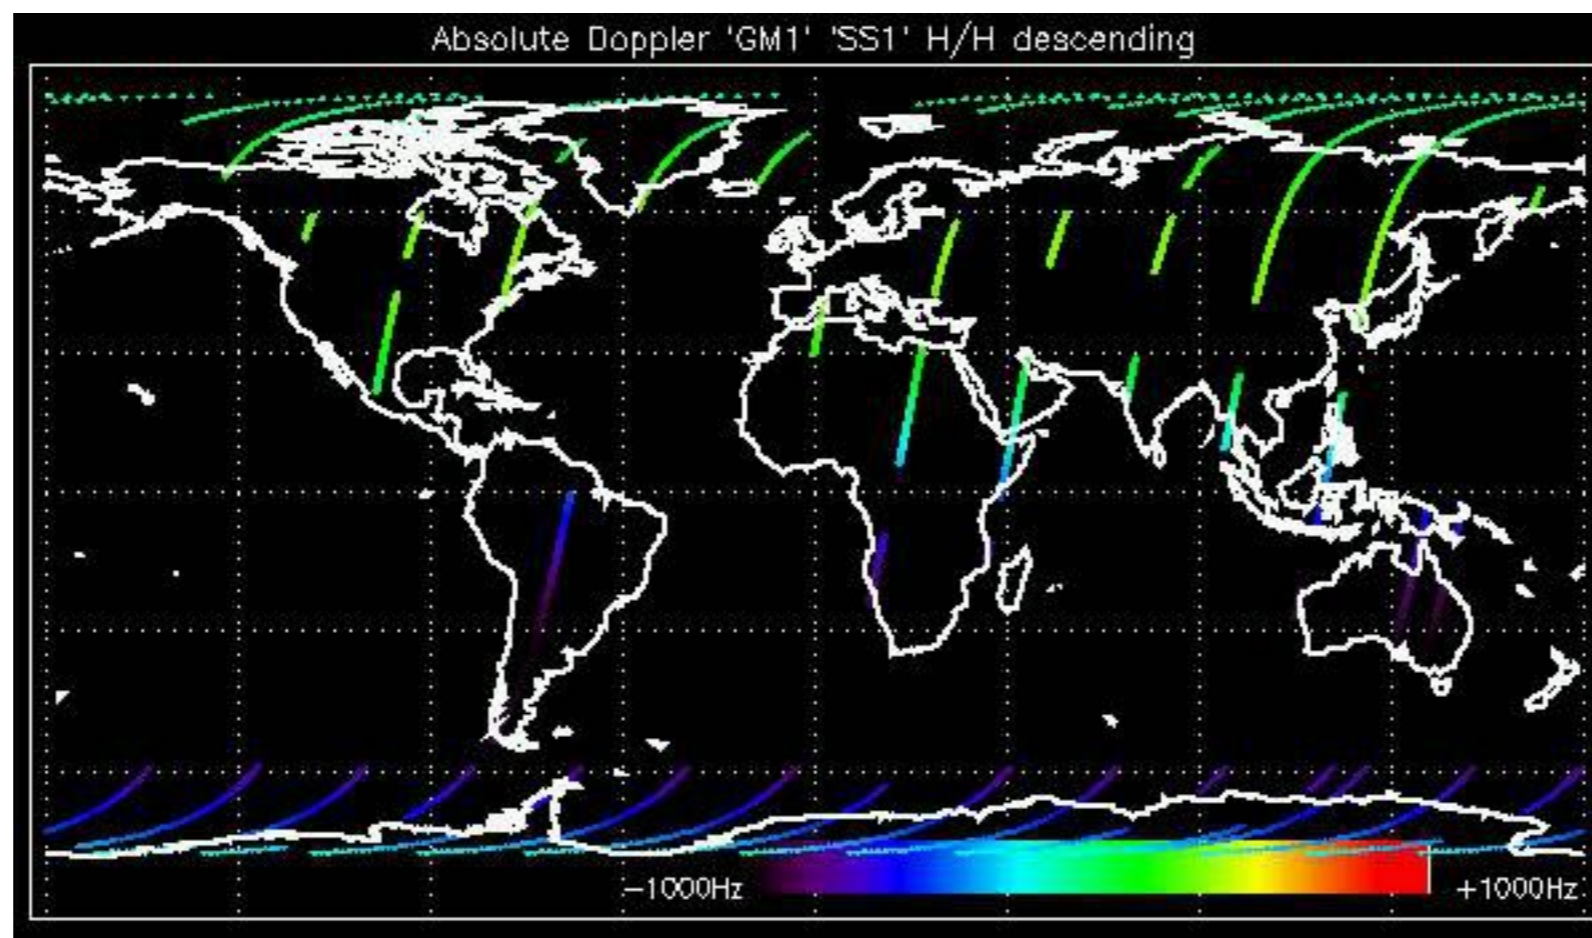 Absolute Doppler 'GM1' 'SS1' H/H descending
-1000Hz +1000Hz